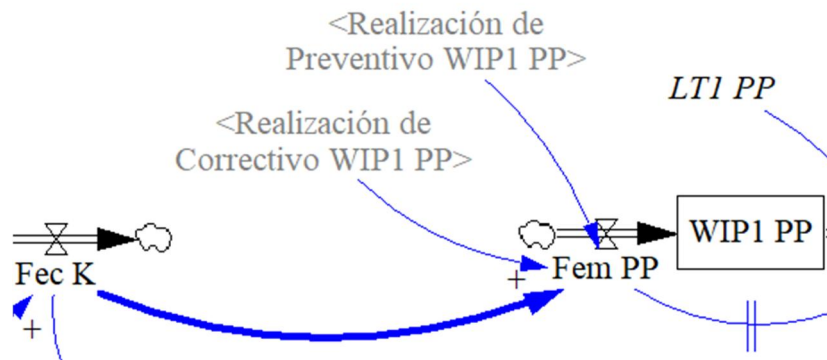 <Realización de
Preventivo WIP1 PP>
LT1 PP
<Realización de
Correctivo WIP1 PP>
WIP1 PP
Fec K
+
Fem PP
+